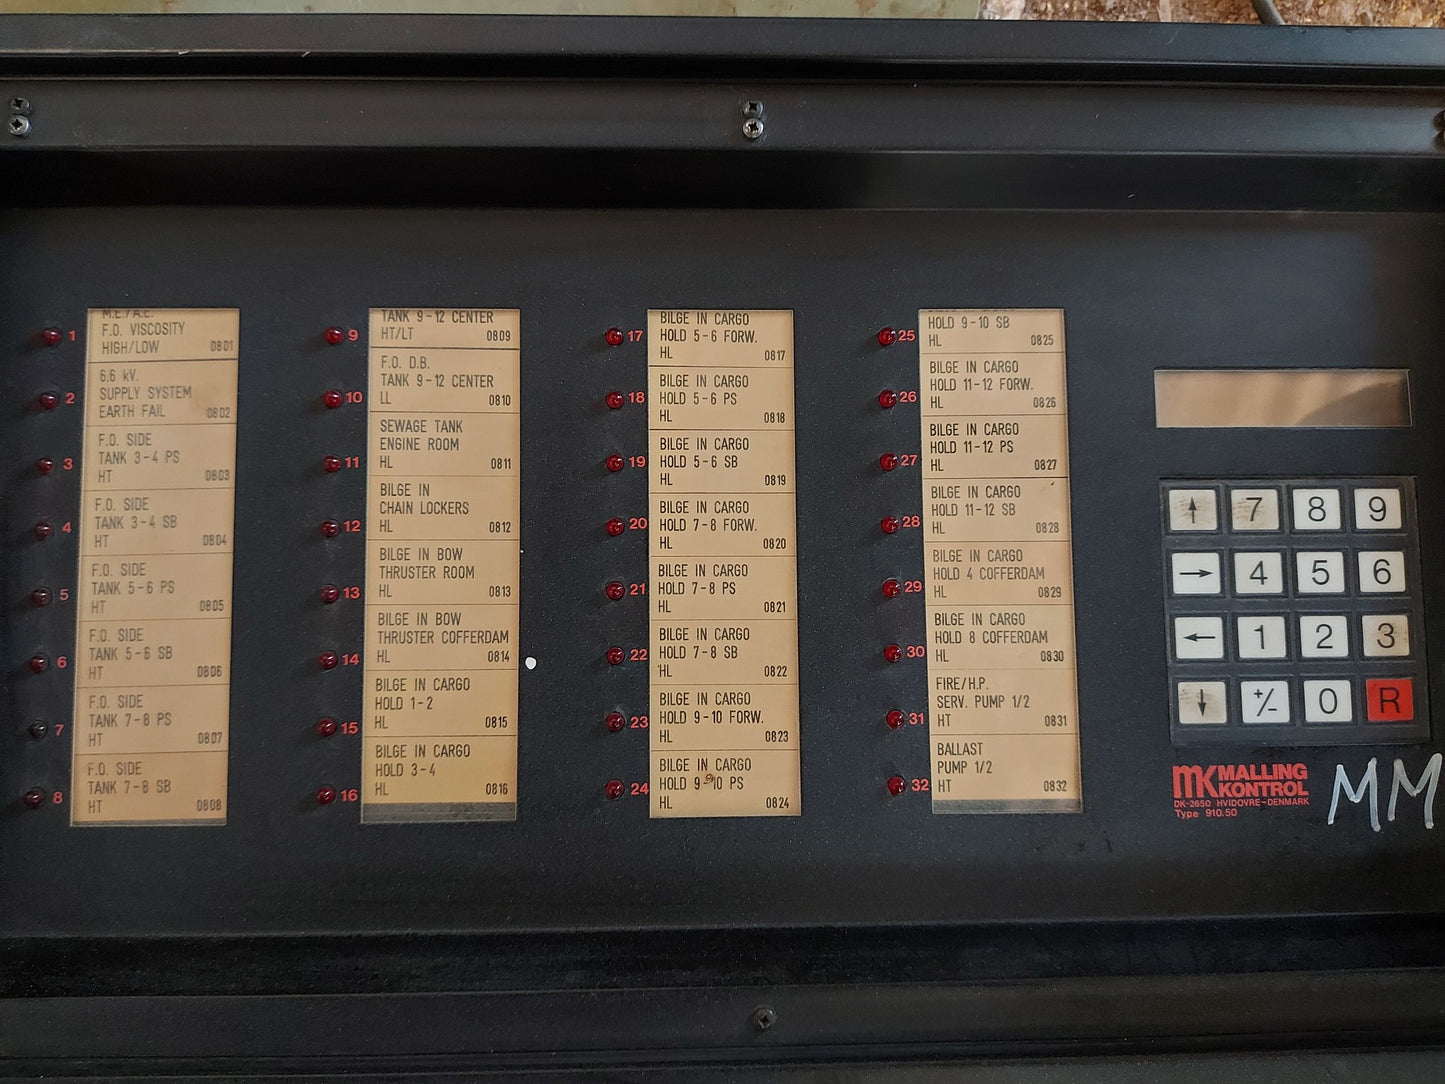 1
M.E./A.E.
F.O. VISCOSITY
HIGH/LOW 0801
2
6.6 kV.
SUPPLY SYSTEM
EARTH FAIL 0802
3
F.O. SIDE
TANK 3-4 PS
HT 0803
4
F.O. SIDE
TANK 3-4 SB
HT 0804
5
F.O. SIDE
TANK 5-6 PS
HT 0805
6
F.O. SIDE
TANK 5-6 SB
HT 0806
7
F.O. SIDE
TANK 7-8 PS
HT 0807
8
F.O. SIDE
TANK 7-8 SB
HT 0808
9
TANK 9-12 CENTER
HT/LT 0809
10
F.O. D.B.
TANK 9-12 CENTER
LL 0810
11
SEWAGE TANK
ENGINE ROOM
HL 0811
12
BILGE IN
CHAIN LOCKERS
HL 0812
13
BILGE IN BOW
THRUSTER ROOM
HL 0813
14
BILGE IN BOW
THRUSTER COFFERDAM
HL 0814
15
BILGE IN CARGO
HOLD 1-2
HL 0815
16
BILGE IN CARGO
HOLD 3-4
HL 0816
17
BILGE IN CARGO
HOLD 5-6 FORW.
HL 0817
18
BILGE IN CARGO
HOLD 5-6 PS
HL 0818
19
BILGE IN CARGO
HOLD 5-6 SB
HL 0819
20
BILGE IN CARGO
HOLD 7-8 FORW.
HL 0820
21
BILGE IN CARGO
HOLD 7-8 PS
HL 0821
22
BILGE IN CARGO
HOLD 7-8 SB
HL 0822
23
BILGE IN CARGO
HOLD 9-10 FORW.
HL 0823
24
BILGE IN CARGO
HOLD 9-10 PS
HL 0824
25
HOLD 9-10 SB
HL 0825
26
BILGE IN CARGO
HOLD 11-12 FORW.
HL 0826
27
BILGE IN CARGO
HOLD 11-12 PS
HL 0827
28
BILGE IN CARGO
HOLD 11-12 SB
HL 0828
29
BILGE IN CARGO
HOLD 4 COFFERDAM
HL 0829
30
BILGE IN CARGO
HOLD 8 COFFERDAM
HL 0830
31
FIRE/H.P.
SERV. PUMP 1/2
HT 0831
32
BALLAST
PUMP 1/2
HT 0832
↑ 7 8 9
→ 4 5 6
← 1 2 3
↓ +/- 0 R
MK MALLING
KONTROL
DK-2650 HVIDOVRE-DENMARK
Type 910.50
MM